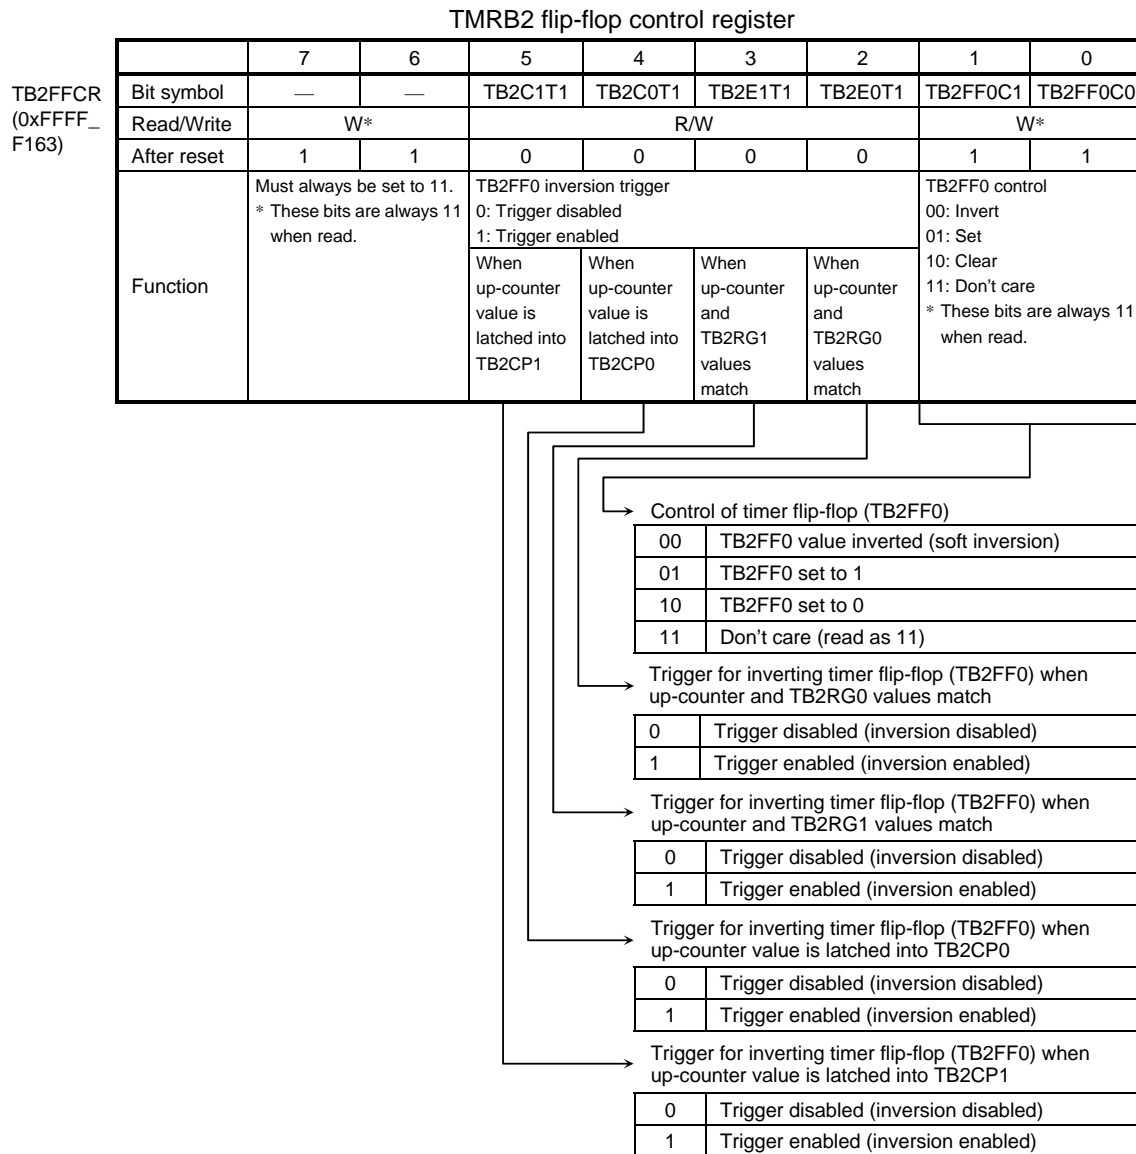 TMRB2 flip-flop control register
7 6 5 4 3 2 1 0
TB2FFCR
(0xFFFF_
F163)
Bit symbol — — TB2C1T1 TB2C0T1 TB2E1T1 TB2E0T1 TB2FF0C1 TB2FF0C0
Read/Write W* R/W W*
After reset 1 1 0 0 0 0 1 1
Function
Must always be set to 11.
* These bits are always 11
when read.
TB2FF0 inversion trigger
0: Trigger disabled
1: Trigger enabled
When
up-counter
value is
latched into
TB2CP1
When
up-counter
value is
latched into
TB2CP0
When
up-counter
and
TB2RG1
values
match
When
up-counter
and
TB2RG0
values
match
TB2FF0 control
00: Invert
01: Set
10: Clear
11: Don't care
* These bits are always 11
when read.
Control of timer flip-flop (TB2FF0)
00 TB2FF0 value inverted (soft inversion)
01 TB2FF0 set to 1
10 TB2FF0 set to 0
11 Don't care (read as 11)
Trigger for inverting timer flip-flop (TB2FF0) when
up-counter and TB2RG0 values match
0 Trigger disabled (inversion disabled)
1 Trigger enabled (inversion enabled)
Trigger for inverting timer flip-flop (TB2FF0) when
up-counter and TB2RG1 values match
0 Trigger disabled (inversion disabled)
1 Trigger enabled (inversion enabled)
Trigger for inverting timer flip-flop (TB2FF0) when
up-counter value is latched into TB2CP0
0 Trigger disabled (inversion disabled)
1 Trigger enabled (inversion enabled)
Trigger for inverting timer flip-flop (TB2FF0) when
up-counter value is latched into TB2CP1
0 Trigger disabled (inversion disabled)
1 Trigger enabled (inversion enabled)